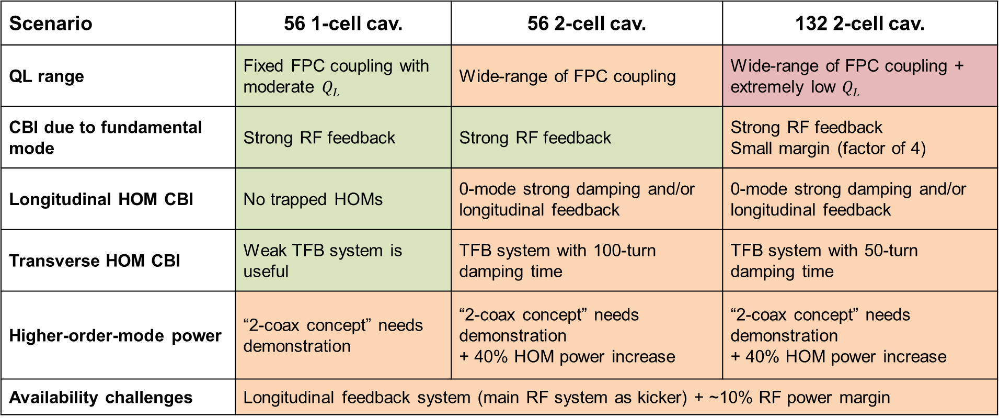 Scenario
56 1-cell cav.
56 2-cell cav.
132 2-cell cav.
QL range
Fixed FPC coupling with
moderate Q_L
Wide-range of FPC coupling
Wide-range of FPC coupling +
extremely low Q_L
CBI due to fundamental
mode
Strong RF feedback
Strong RF feedback
Strong RF feedback
Small margin (factor of 4)
Longitudinal HOM CBI
No trapped HOMs
0-mode strong damping and/or
longitudinal feedback
0-mode strong damping and/or
longitudinal feedback
Transverse HOM CBI
Weak TFB system is
useful
TFB system with 100-turn
damping time
TFB system with 50-turn
damping time
Higher-order-mode power
“2-coax concept” needs
demonstration
“2-coax concept” needs
demonstration
+ 40% HOM power increase
“2-coax concept” needs
demonstration
+ 40% HOM power increase
Availability challenges
Longitudinal feedback system (main RF system as kicker) + ~10% RF power margin